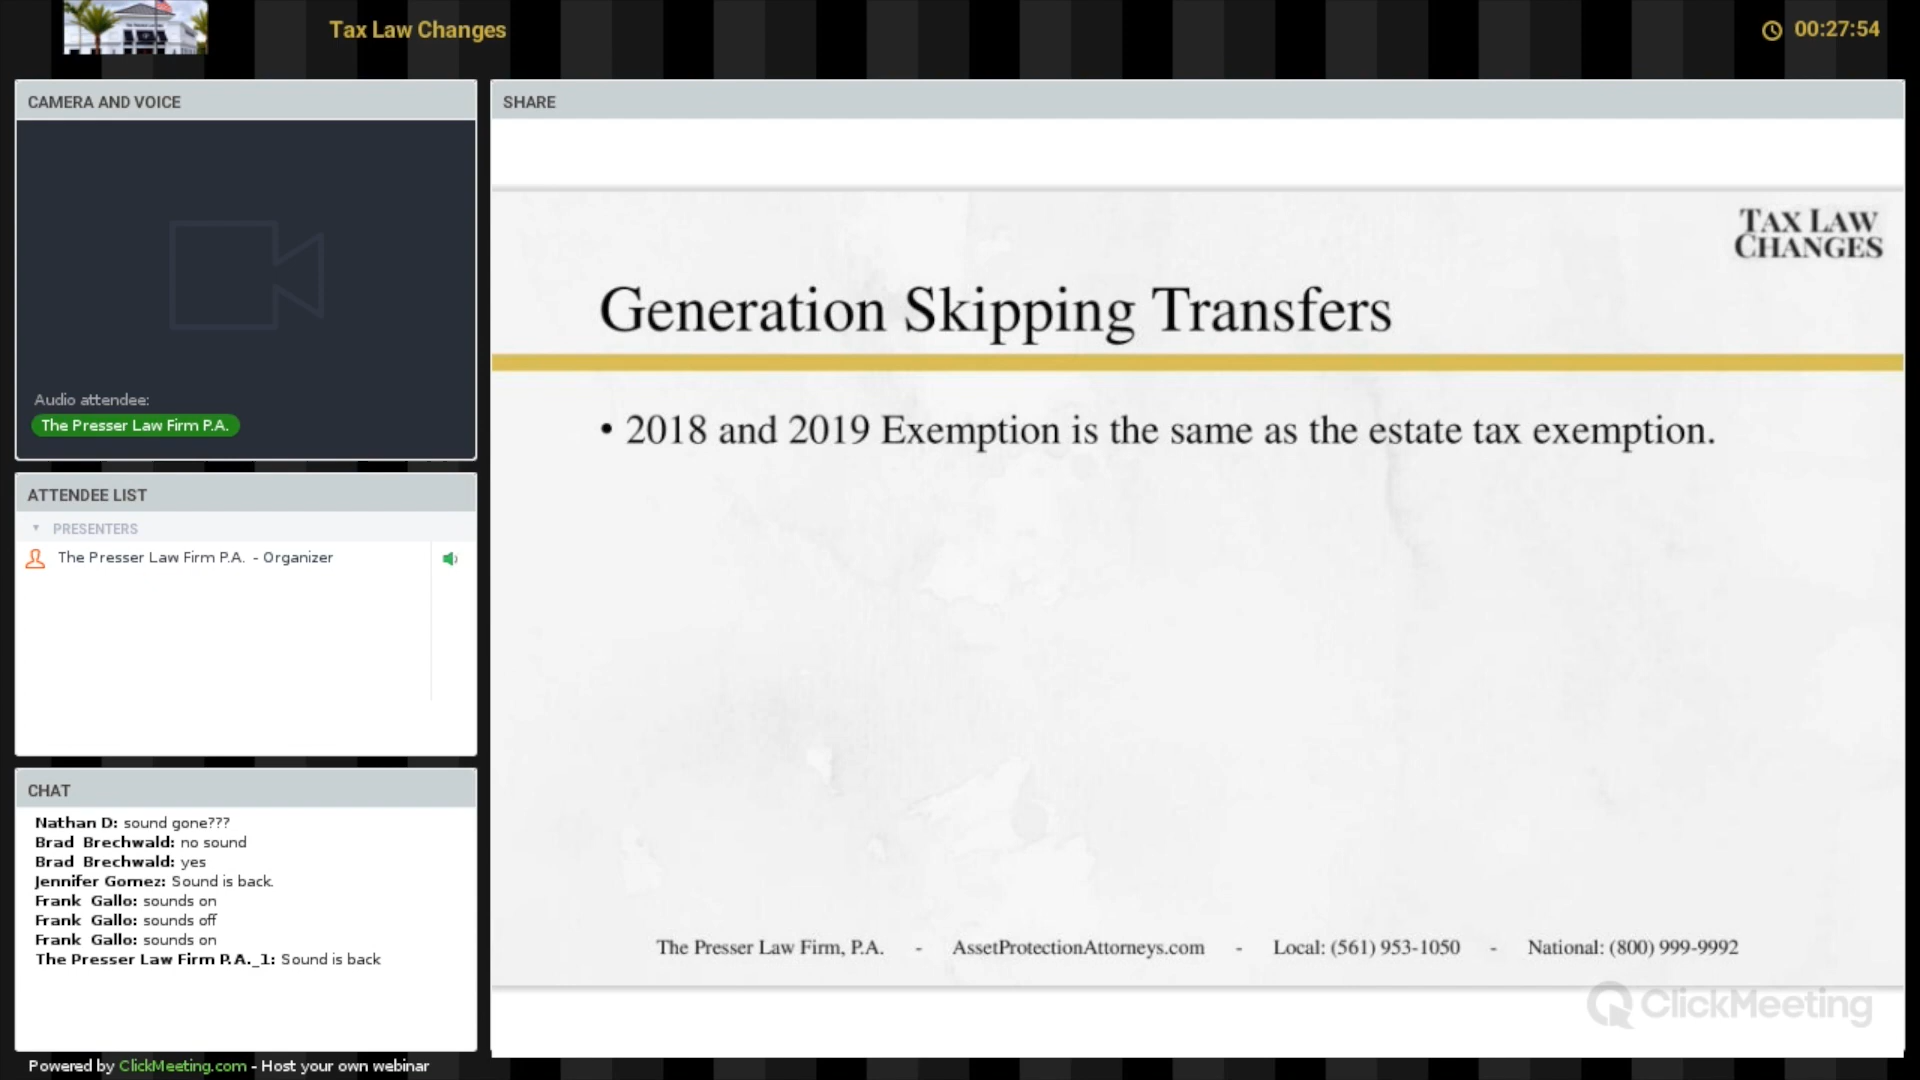 Tax Law Changes
00:27:54
CAMERA AND VOICE
Audio attendee:
The Presser Law Firm P.A.
ATTENDEE LIST
PRESENTERS
The Presser Law Firm P.A. - Organizer
CHAT
Nathan D: sound gone???
Brad Brechwald: no sound
Brad Brechwald: yes
Jennifer Gomez: Sound is back.
Frank Gallo: sounds on
Frank Gallo: sounds off
Frank Gallo: sounds on
The Presser Law Firm P.A._1: Sound is back
SHARE
TAX LAW
CHANGES
Generation Skipping Transfers
• 2018 and 2019 Exemption is the same as the estate tax exemption.
The Presser Law Firm, P.A. - AssetProtectionAttorneys.com - Local: (561) 953-1050 - National: (800) 999-9992
ClickMeeting
Powered by ClickMeeting.com - Host your own webinar